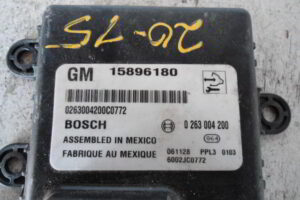 20-75
GM 15896180
0263004200C0772
BOSCH 0 263 004 200
ASSEMBLED IN MEXICO
FABRIQUE AU MEXIQUE 061128 PPL3 0103
6002JC0772